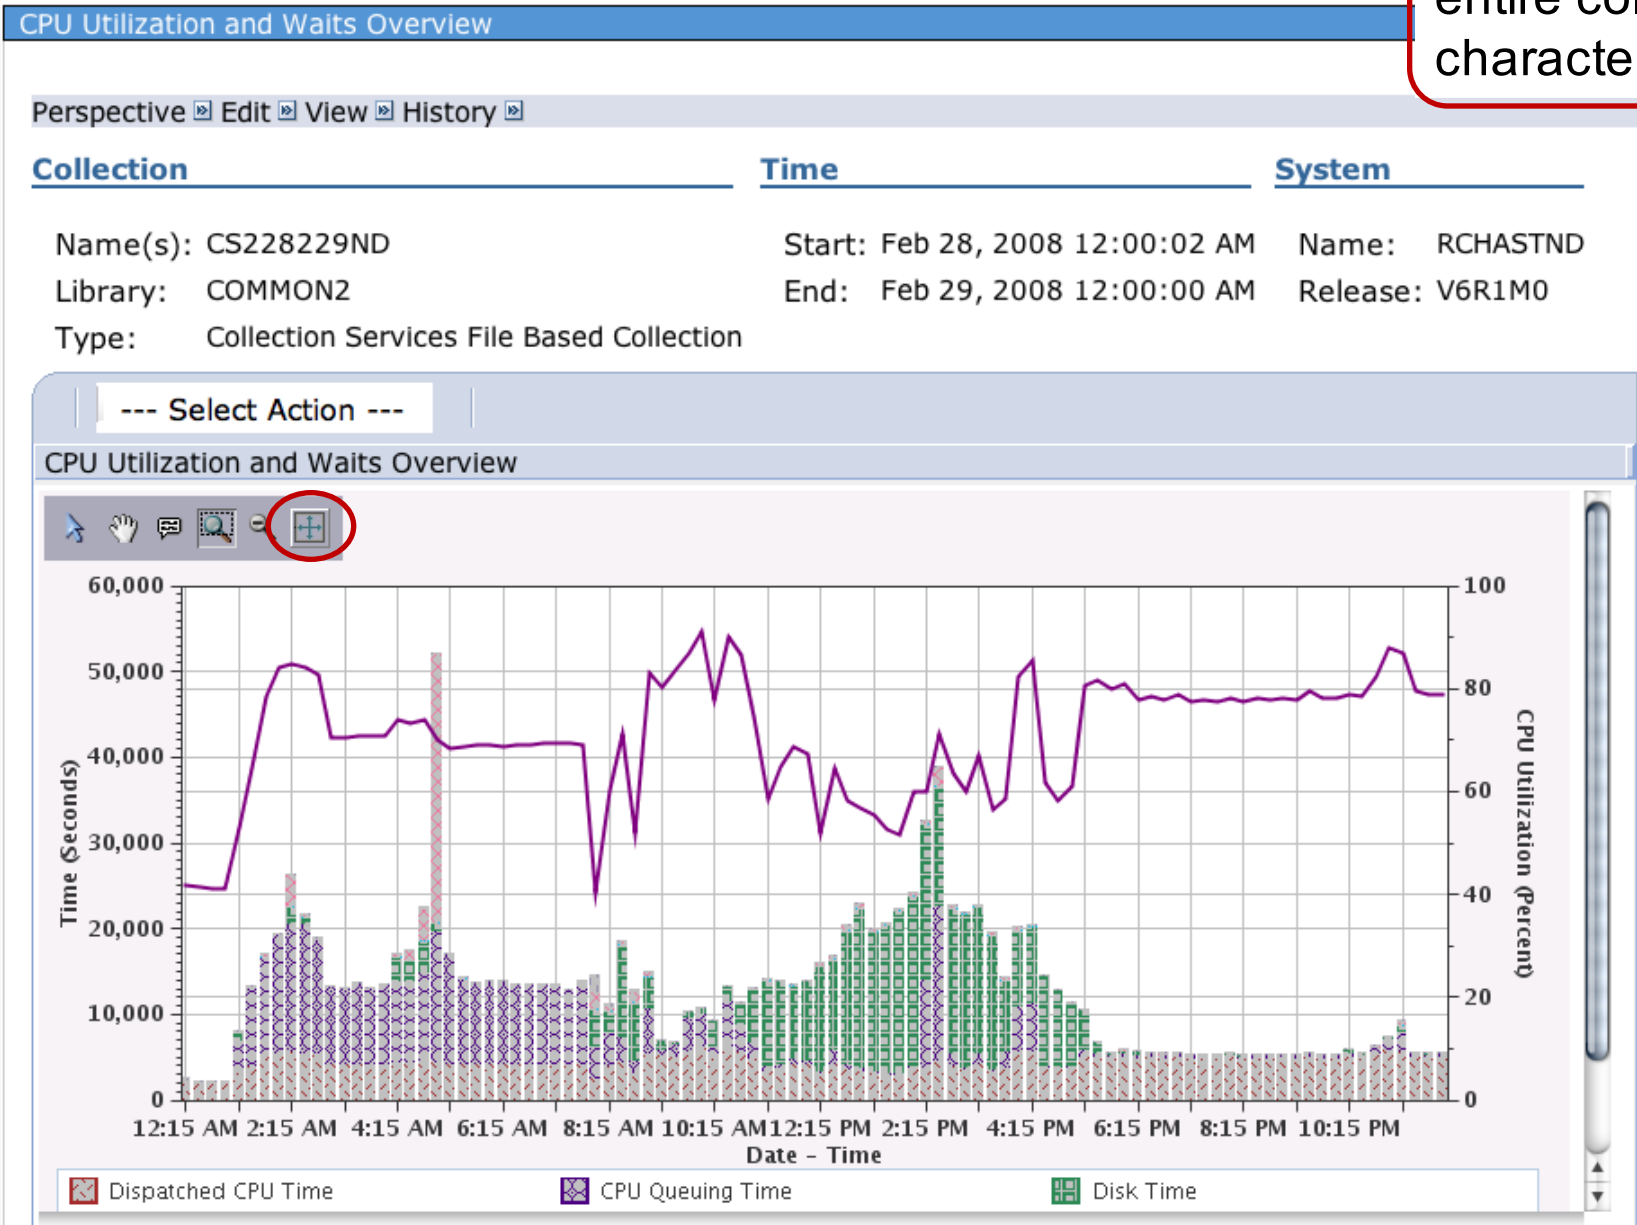 entire co
characte
CPU Utilization and Waits Overview
Perspective Edit View History
Collection Time System
Name(s): CS228229ND Start: Feb 28, 2008 12:00:02 AM Name: RCHASTND
Library: COMMON2 End: Feb 29, 2008 12:00:00 AM Release: V6R1M0
Type: Collection Services File Based Collection
--- Select Action ---
CPU Utilization and Waits Overview
60,000 100
50,000
80
40,000
60
30,000
40
20,000
20
10,000
0 0
Time (Seconds)
CPU Utilization (Percent)
12:15 AM 2:15 AM 4:15 AM 6:15 AM 8:15 AM 10:15 AM 12:15 PM 2:15 PM 4:15 PM 6:15 PM 8:15 PM 10:15 PM
Date - Time
Dispatched CPU Time CPU Queuing Time Disk Time